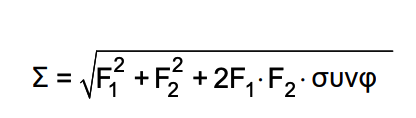 Σ = √F₁² + F₂² + 2F₁· F₂ · συνφ